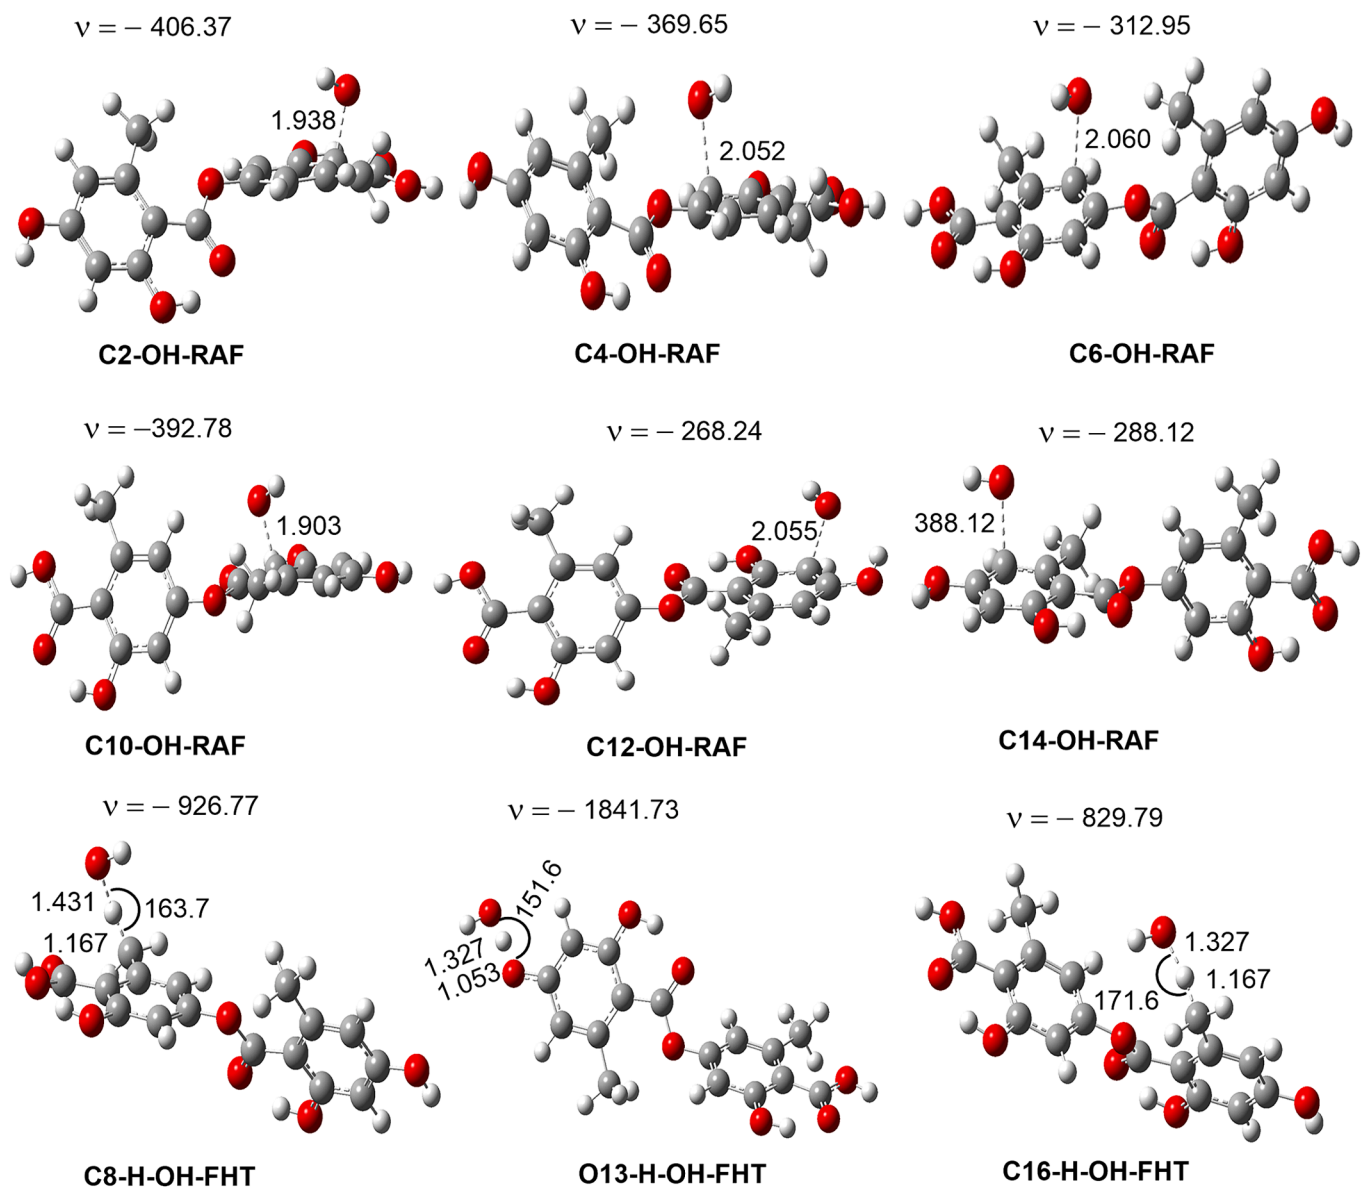 ν = − 406.37
ν = − 369.65
ν = − 312.95
1.938
2.052
2.060
C2-OH-RAF
C4-OH-RAF
C6-OH-RAF
ν = −392.78
ν = − 268.24
ν = − 288.12
1.903
2.055
388.12
C10-OH-RAF
C12-OH-RAF
C14-OH-RAF
ν = − 926.77
ν = − 1841.73
ν = − 829.79
1.431
163.7
1.167
151.6
1.327
1.053
1.327
1.167
171.6
C8-H-OH-FHT
O13-H-OH-FHT
C16-H-OH-FHT